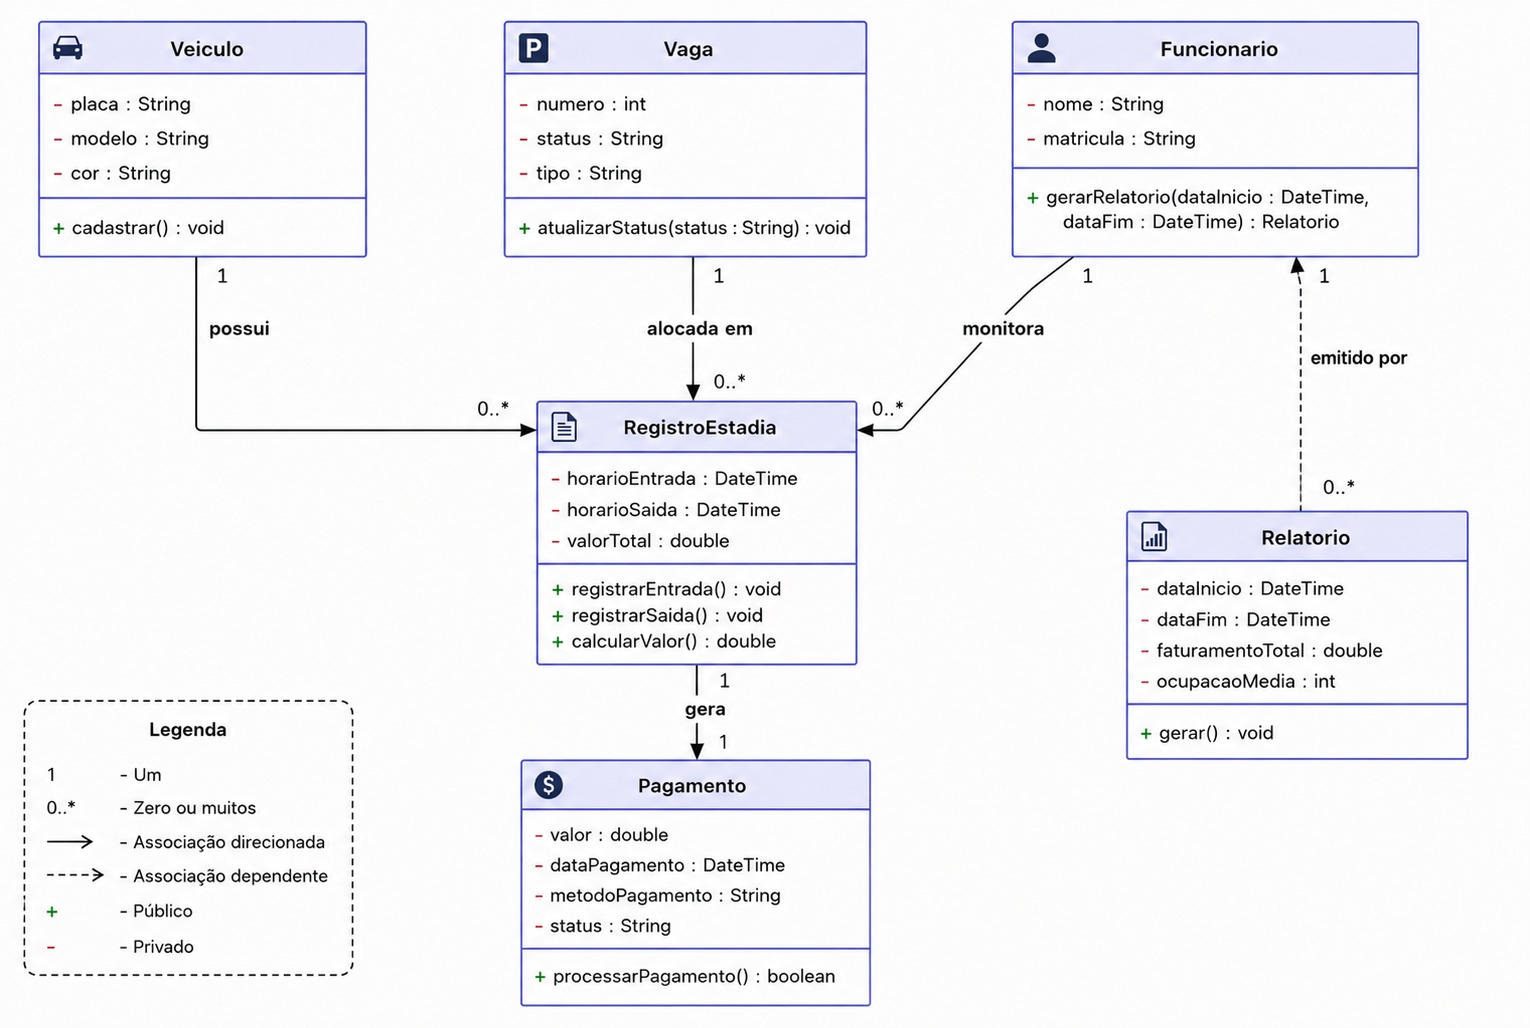 Veiculo
- placa : String
- modelo : String
- cor : String
+ cadastrar() : void
P
Vaga
- numero : int
- status : String
- tipo : String
+ atualizarStatus(status : String) : void
Funcionario
- nome : String
- matricula : String
+ gerarRelatorio(dataInicio : DateTime,
dataFim : DateTime) : Relatorio
1
possui
0..*
1
alocada em
0..*
1
monitora
0..*
1
emitido por
0..*
RegistroEstadia
- horarioEntrada : DateTime
- horarioSaida : DateTime
- valorTotal : double
+ registrarEntrada() : void
+ registrarSaida() : void
+ calcularValor() : double
Relatorio
- dataInicio : DateTime
- dataFim : DateTime
- faturamentoTotal : double
- ocupacaoMedia : int
+ gerar() : void
1
gera
1
$
Pagamento
- valor : double
- dataPagamento : DateTime
- metodoPagamento : String
- status : String
+ processarPagamento() : boolean
Legenda
1 - Um
0..* - Zero ou muitos
- Associação direcionada
- Associação dependente
+ - Público
- - Privado